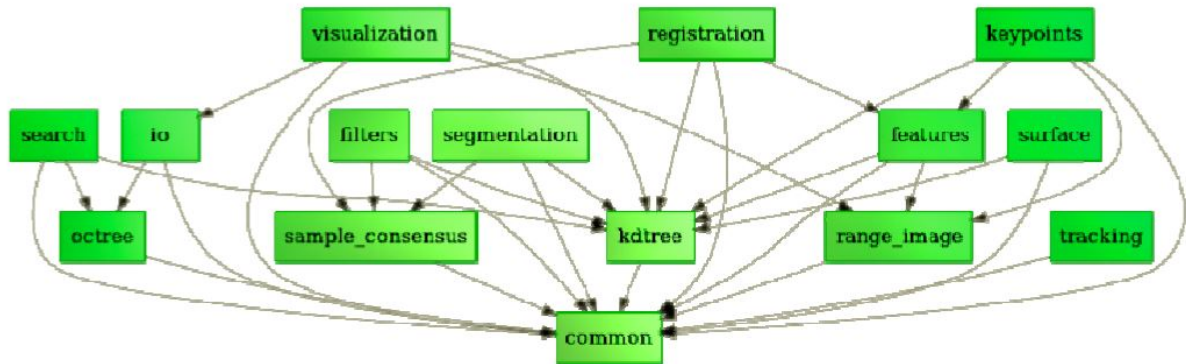 visualization
registration
keypoints
search
io
filters
segmentation
features
surface
octree
sample_consensus
kdtree
range_image
tracking
common